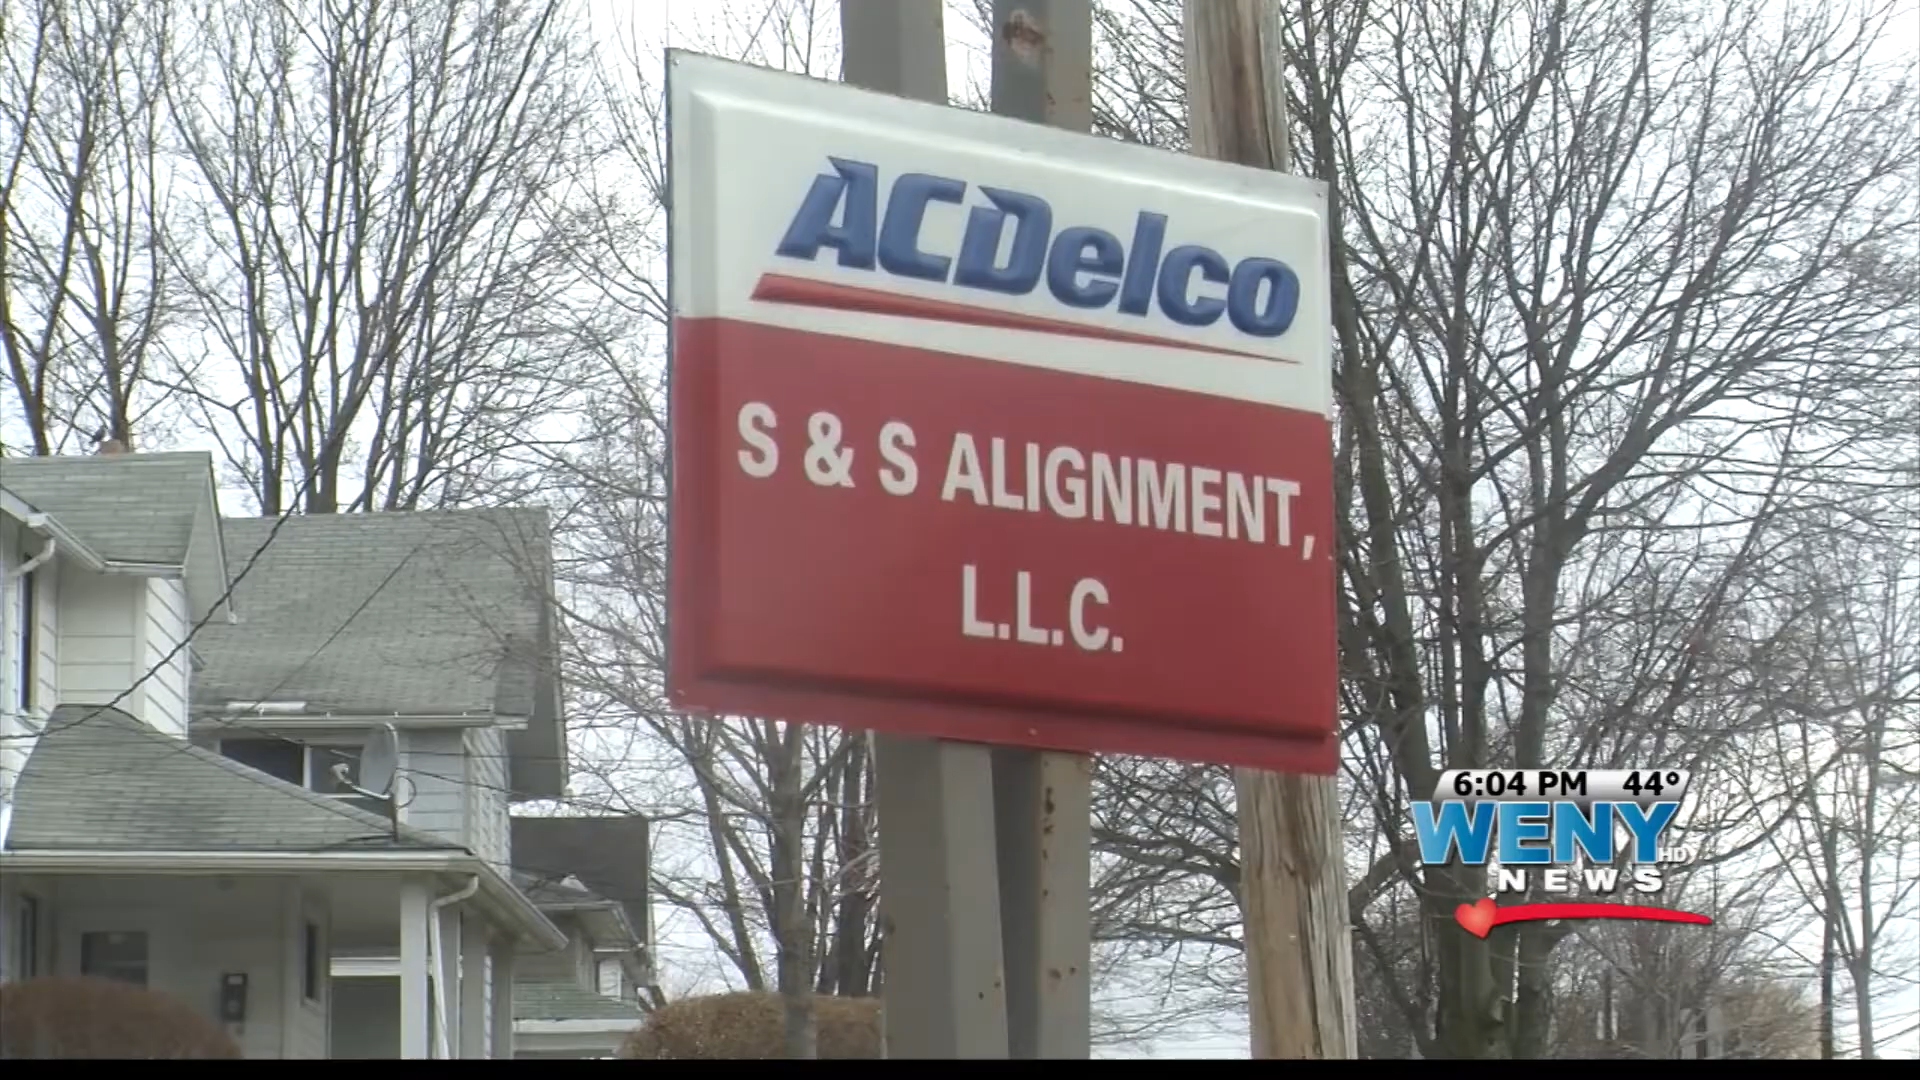 ACDelco
S & S ALIGNMENT,
L.L.C.
6:04 PM 44°
WENY HD
NEWS